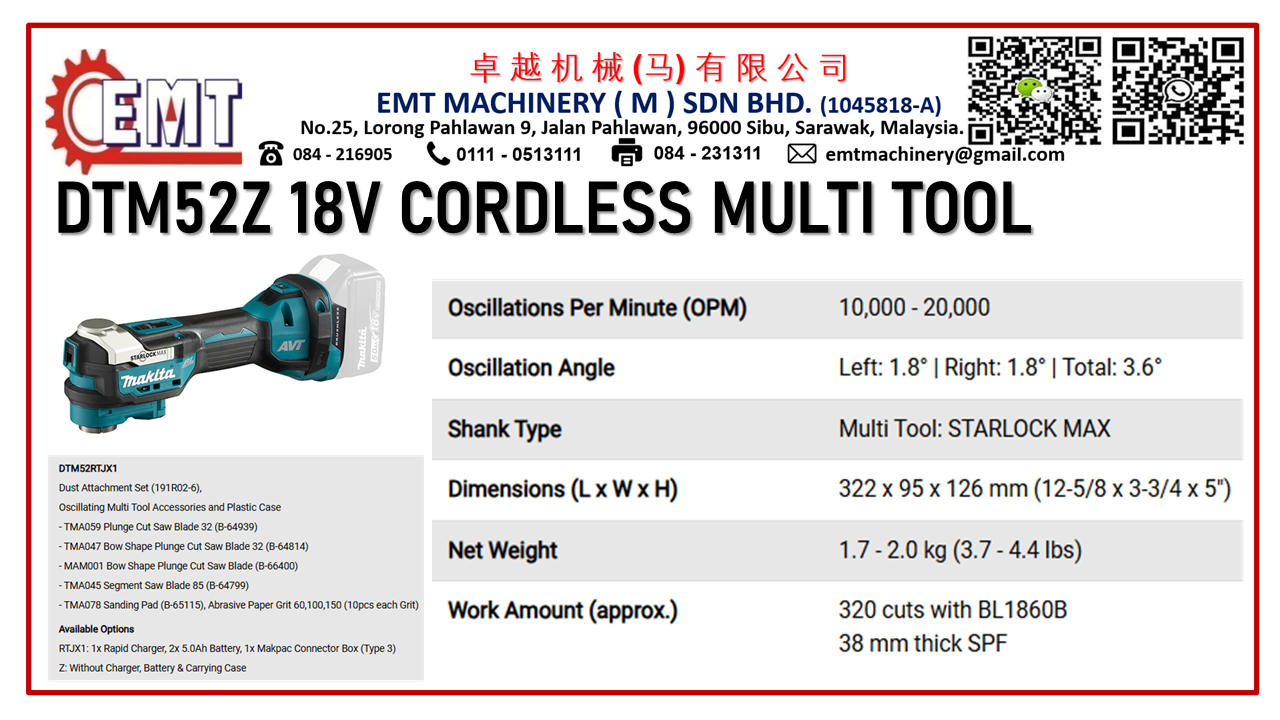 EMT
卓越机械(马)有限公司
EMT MACHINERY ( M ) SDN BHD. (1045818-A)
No.25, Lorong Pahlawan 9, Jalan Pahlawan, 96000 Sibu, Sarawak, Malaysia.
084 - 216905 0111 - 0513111 084 - 231311 emtmachinery@gmail.com
DTM52Z 18V CORDLESS MULTI TOOL
STARLOCK MAX
makita
AVT
BRUSHLESS
makita
18V
Oscillations Per Minute (OPM) 10,000 - 20,000
Oscillation Angle Left: 1.8° | Right: 1.8° | Total: 3.6°
Shank Type Multi Tool: STARLOCK MAX
Dimensions (L x W x H) 322 x 95 x 126 mm (12-5/8 x 3-3/4 x 5")
Net Weight 1.7 - 2.0 kg (3.7 - 4.4 lbs)
Work Amount (approx.) 320 cuts with BL1860B
38 mm thick SPF
DTM52RTJX1
Dust Attachment Set (191R02-6),
Oscillating Multi Tool Accessories and Plastic Case
- TMA059 Plunge Cut Saw Blade 32 (B-64939)
- TMA047 Bow Shape Plunge Cut Saw Blade 32 (B-64814)
- MAM001 Bow Shape Plunge Cut Saw Blade (B-66400)
- TMA045 Segment Saw Blade 85 (B-64799)
- TMA078 Sanding Pad (B-65115), Abrasive Paper Grit 60,100,150 (10pcs each Grit)
Available Options
RTJX1: 1x Rapid Charger, 2x 5.0Ah Battery, 1x Makpac Connector Box (Type 3)
Z: Without Charger, Battery & Carrying Case